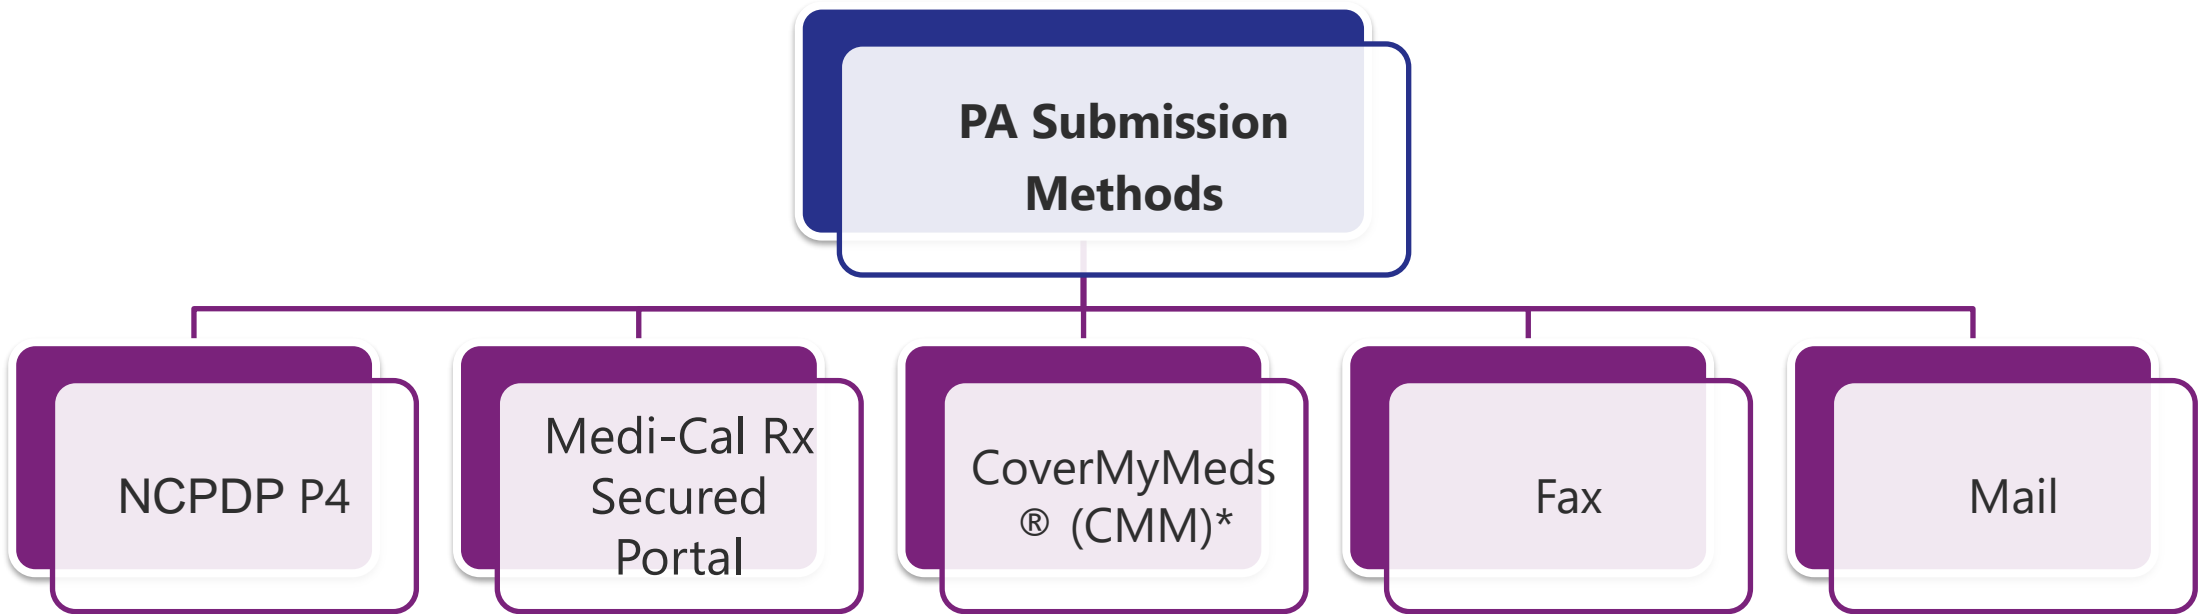 PA Submission
Methods
NCPDP P4
Medi-Cal Rx
Secured
Portal
CoverMyMeds
® (CMM)*
Fax
Mail